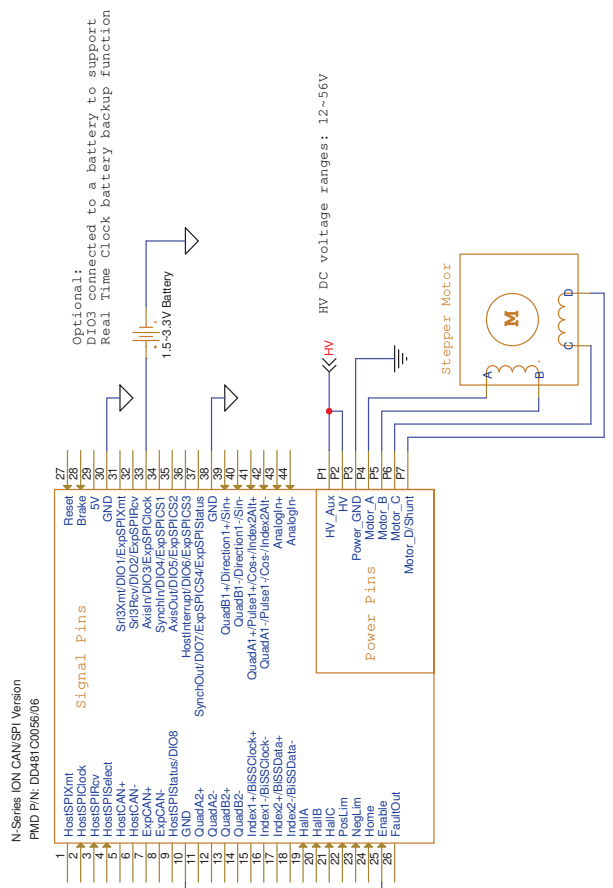 N-Series ION CAN/SPI Version
PMD P/N: DD481C0056/06
Signal Pins
1 HostSPIXmt
2 HostSPIClock
3 HostSPIRcv
4 HostSPISelect
5 HostCAN+
6 HostCAN-
7 ExpCAN+
8 ExpCAN-
9 HostSPIStatus/DIO8
10 GND
11 QuadA2+
12 QuadA2-
13 QuadB2+
14 QuadB2-
15 Index1+/BiSSClock+
16 Index1-/BiSSClock-
17 Index2+/BiSSData+
18 Index2-/BiSSData-
19 HallA
20 HallB
21 HallC
22 PosLim
23 NegLim
24 Home
25 Enable
26 FaultOut
Reset 27
Brake 28
5V 29
GND 30
Srl3Xmt/DIO1/ExpSPIXmt 31
Srl3Rcv/DIO2/ExpSPIRcv 32
AxisIn/DIO3/ExpSPIClock 33
SynchIn/DIO4/ExpSPICS1 34
AxisOut/DIO5/ExpSPICS2 35
HostInterrupt/DIO6/ExpSPICS3 36
SynchOut/DIO7/ExpSPICS4/ExpSPIStatus 37
GND 38
QuadB1+/Direction1+/Sin+ 39
QuadB1-/Direction1-/Sin- 40
QuadA1+/Pulse1+/Cos+/Index2Alt+ 41
QuadA1-/Pulse1-/Cos-/Index2Alt- 42
AnalogIn+ 43
AnalogIn- 44
Power Pins
HV_Aux P1
HV P2
Power_GND P3
Motor_A P4
Motor_B P5
Motor_C P6
Motor_D/Shunt P7
Optional:
DIO3 connected to a battery to support
Real Time Clock battery backup function
+ -
1.5~3.3V Battery
HV
HV DC voltage ranges: 12~56V
Stepper Motor
M
A
B
C
D